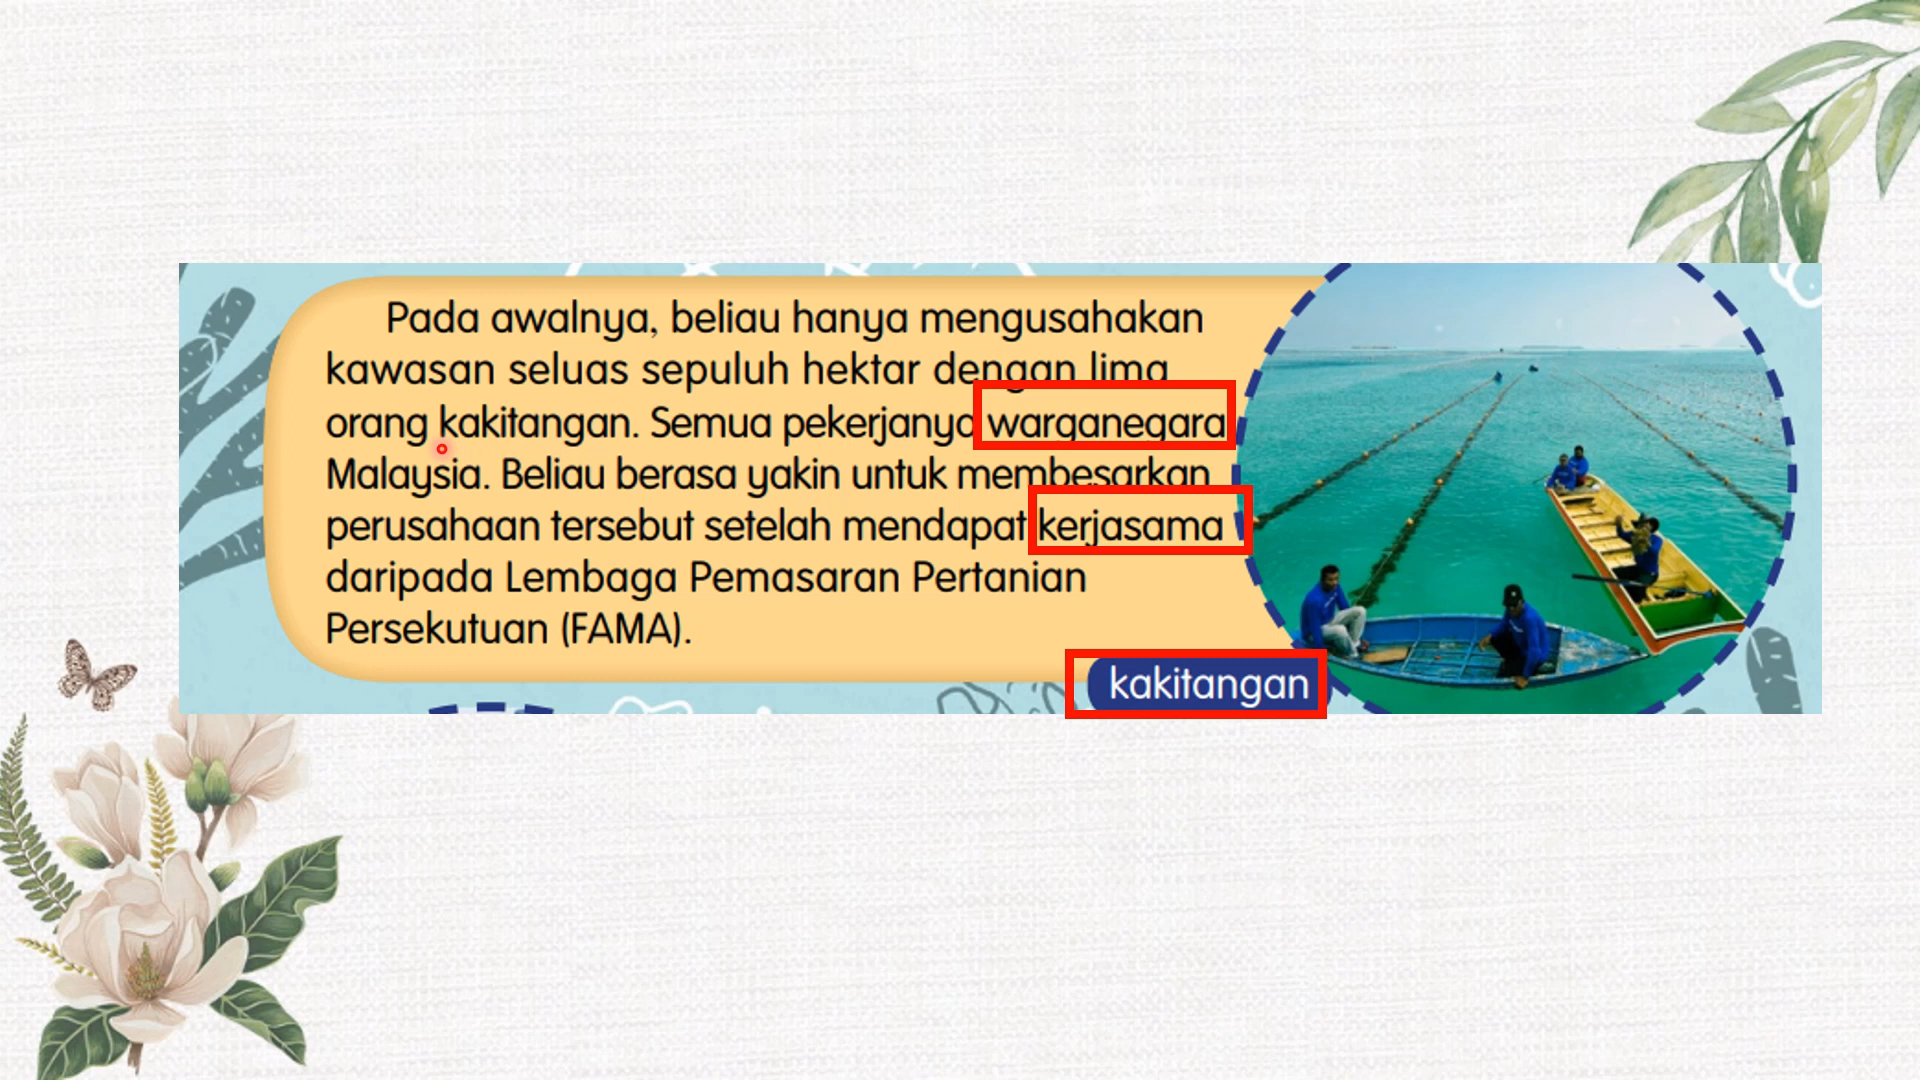 Pada awalnya, beliau hanya mengusahakan
kawasan seluas sepuluh hektar dengan lima
orang kakitangan. Semua pekerjanya warganegara
Malaysia. Beliau berasa yakin untuk membesarkan
perusahaan tersebut setelah mendapat kerjasama
daripada Lembaga Pemasaran Pertanian
Persekutuan (FAMA).
kakitangan